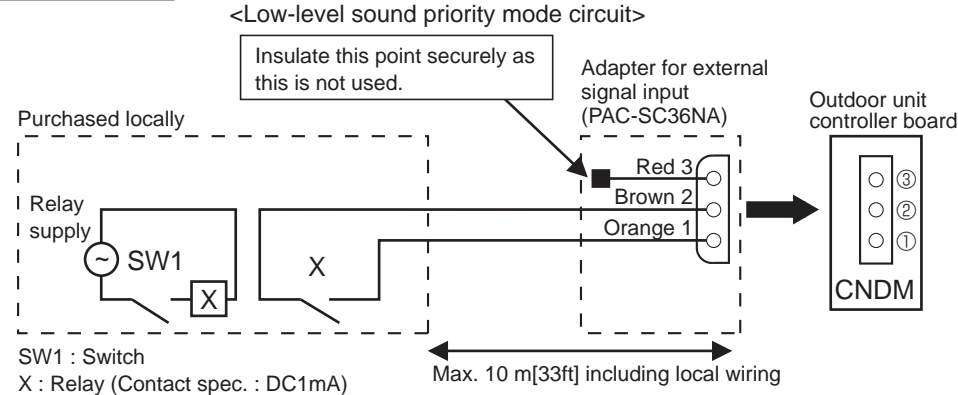 <Low-level sound priority mode circuit>
Insulate this point securely as
this is not used.
Adapter for external
signal input
(PAC-SC36NA)
Outdoor unit
controller board
Purchased locally
Red 3
Brown 2
Orange 1
③
②
①
CNDM
Relay
supply
~
SW1
X
X
SW1 : Switch
X : Relay (Contact spec. : DC1mA)
Max. 10 m[33ft] including local wiring